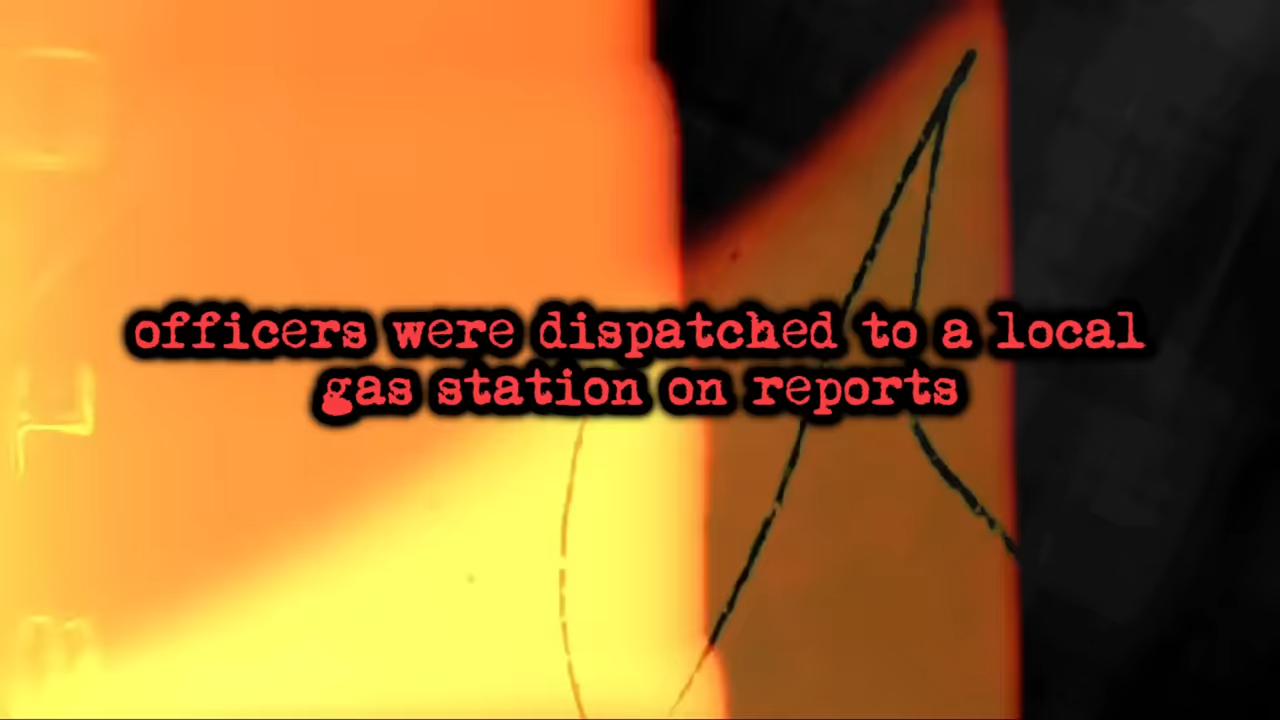 officers were dispatched to a local
gas station on reports